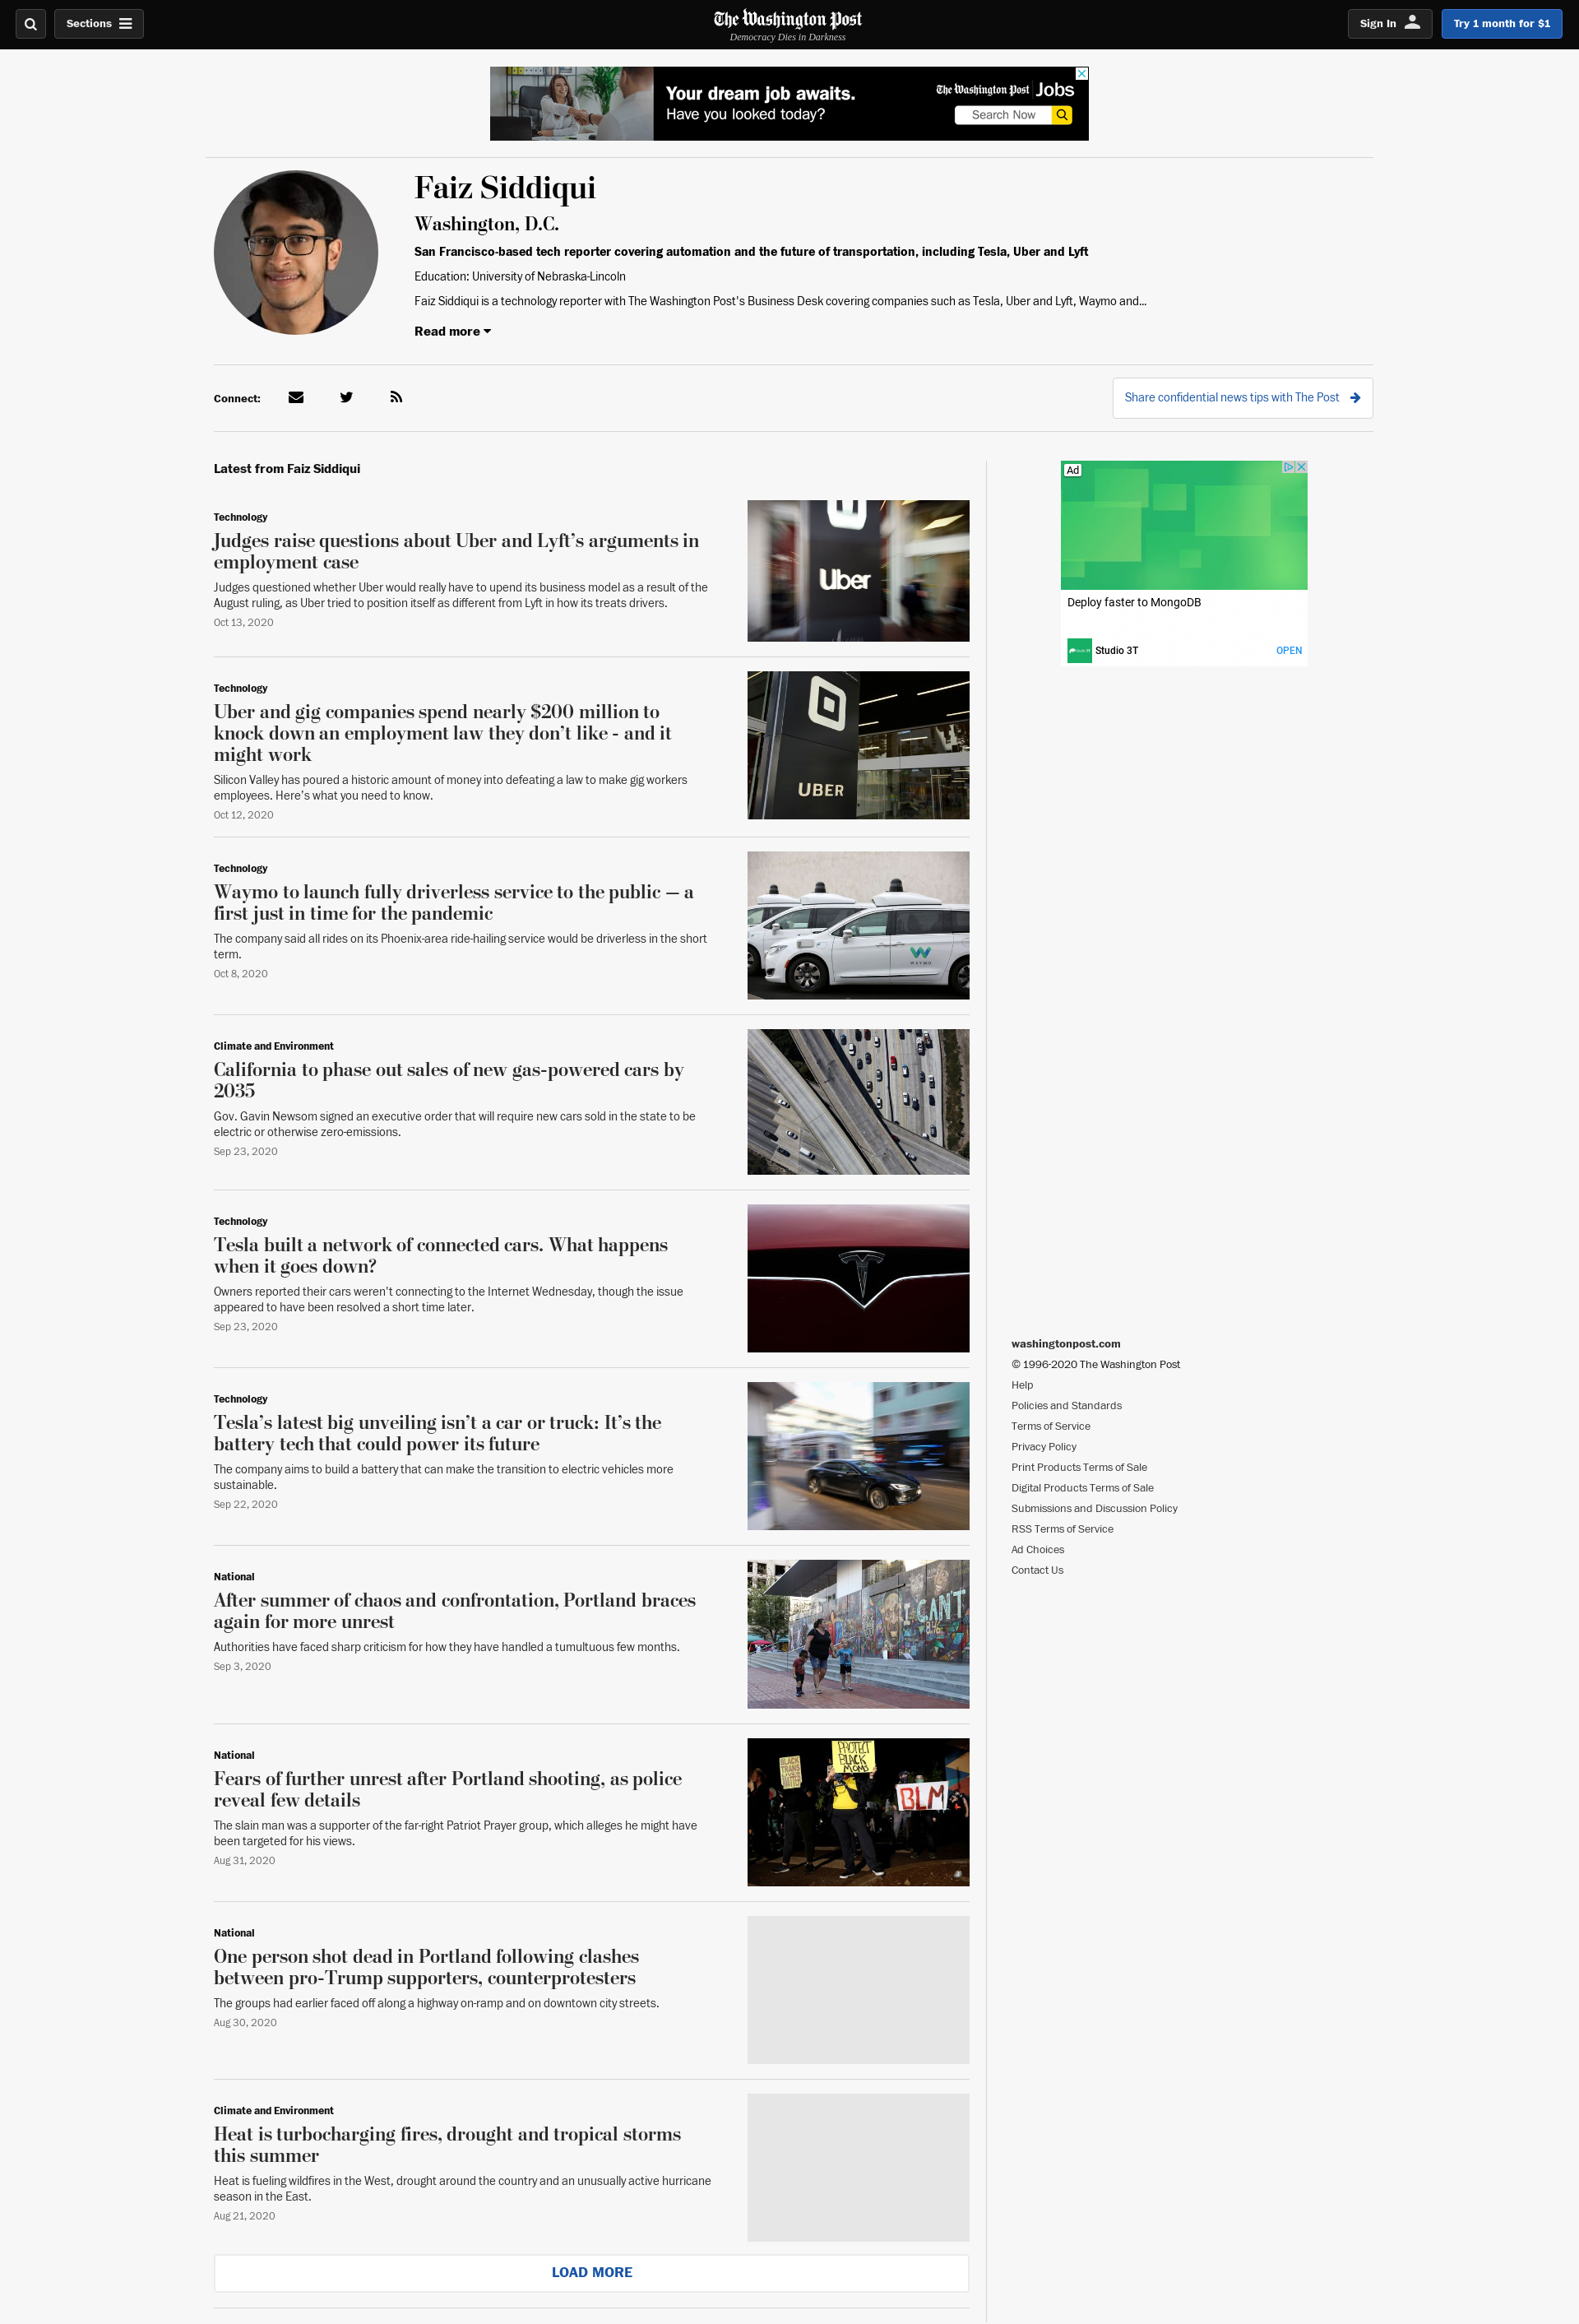 Sections
The Washington Post
Democracy Dies in Darkness
Sign In
Try 1 month for $1
Your dream job awaits.
Have you looked today?
The Washington Post Jobs
Search Now
Faiz Siddiqui
Washington, D.C.
San Francisco-based tech reporter covering automation and the future of transportation, including Tesla, Uber and Lyft
Education: University of Nebraska-Lincoln
Faiz Siddiqui is a technology reporter with The Washington Post's Business Desk covering companies such as Tesla, Uber and Lyft, Waymo and...
Read more
Connect:
Share confidential news tips with The Post
Latest from Faiz Siddiqui
Technology
Judges raise questions about Uber and Lyft’s arguments in
employment case
Judges questioned whether Uber would really have to upend its business model as a result of the
August ruling, as Uber tried to position itself as different from Lyft in how its treats drivers.
Oct 13, 2020
Uber
Technology
Uber and gig companies spend nearly $200 million to
knock down an employment law they don’t like - and it
might work
Silicon Valley has poured a historic amount of money into defeating a law to make gig workers
employees. Here’s what you need to know.
Oct 12, 2020
UBER
Technology
Waymo to launch fully driverless service to the public — a
first just in time for the pandemic
The company said all rides on its Phoenix-area ride-hailing service would be driverless in the short
term.
Oct 8, 2020
WAYMO
Climate and Environment
California to phase out sales of new gas-powered cars by
2035
Gov. Gavin Newsom signed an executive order that will require new cars sold in the state to be
electric or otherwise zero-emissions.
Sep 23, 2020
Technology
Tesla built a network of connected cars. What happens
when it goes down?
Owners reported their cars weren't connecting to the Internet Wednesday, though the issue
appeared to have been resolved a short time later.
Sep 23, 2020
Technology
Tesla’s latest big unveiling isn’t a car or truck: It’s the
battery tech that could power its future
The company aims to build a battery that can make the transition to electric vehicles more
sustainable.
Sep 22, 2020
National
After summer of chaos and confrontation, Portland braces
again for more unrest
Authorities have faced sharp criticism for how they have handled a tumultuous few months.
Sep 3, 2020
I CAN'T
National
Fears of further unrest after Portland shooting, as police
reveal few details
The slain man was a supporter of the far-right Patriot Prayer group, which alleges he might have
been targeted for his views.
Aug 31, 2020
PROTECT
BLACK
MOMS
BLM
National
One person shot dead in Portland following clashes
between pro-Trump supporters, counterprotesters
The groups had earlier faced off along a highway on-ramp and on downtown city streets.
Aug 30, 2020
Climate and Environment
Heat is turbocharging fires, drought and tropical storms
this summer
Heat is fueling wildfires in the West, drought around the country and an unusually active hurricane
season in the East.
Aug 21, 2020
LOAD MORE
Ad
Deploy faster to MongoDB
Studio 3T
OPEN
washingtonpost.com
© 1996-2020 The Washington Post
Help
Policies and Standards
Terms of Service
Privacy Policy
Print Products Terms of Sale
Digital Products Terms of Sale
Submissions and Discussion Policy
RSS Terms of Service
Ad Choices
Contact Us